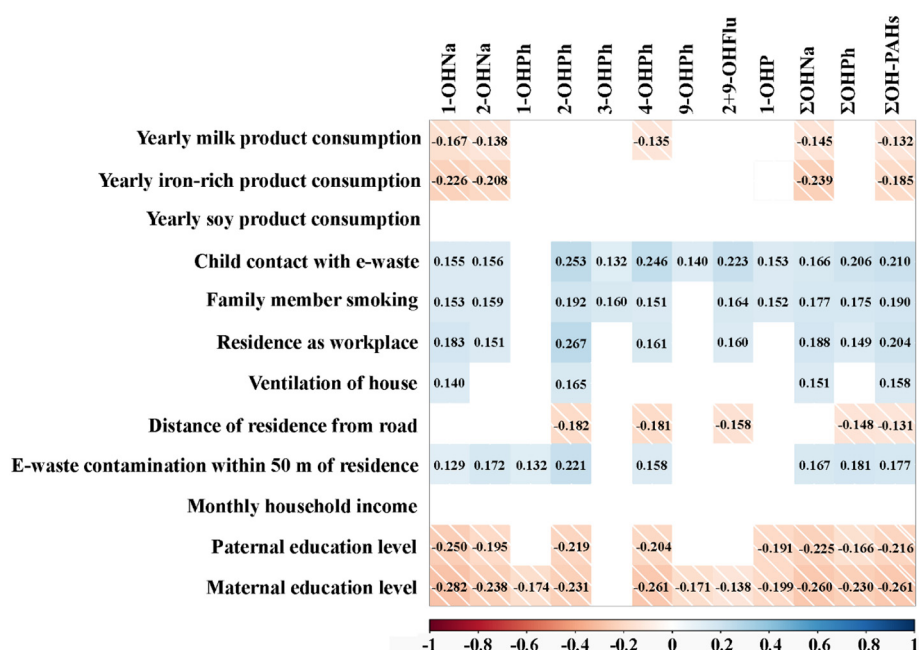 1-OHNa 2-OHNa 1-OHPh 2-OHPh 3-OHPh 4-OHPh 9-OHPh 2+9-OHFlu 1-OHP ΣOHNa ΣOHPh ΣOH-PAHs
Yearly milk product consumption -0.167 -0.138 -0.135 -0.145 -0.132
Yearly iron-rich product consumption -0.226 -0.208 -0.239 -0.185
Yearly soy product consumption
Child contact with e-waste 0.155 0.156 0.253 0.132 0.246 0.140 0.223 0.153 0.166 0.206 0.210
Family member smoking 0.153 0.159 0.192 0.160 0.151 0.164 0.152 0.177 0.175 0.190
Residence as workplace 0.183 0.151 0.267 0.161 0.160 0.188 0.149 0.204
Ventilation of house 0.140 0.165 0.151 0.158
Distance of residence from road -0.182 -0.181 -0.158 -0.148 -0.131
E-waste contamination within 50 m of residence 0.129 0.172 0.132 0.221 0.158 0.167 0.181 0.177
Monthly household income
Paternal education level -0.250 -0.195 -0.219 -0.204 -0.191 -0.225 -0.166 -0.216
Maternal education level -0.282 -0.238 -0.174 -0.231 -0.261 -0.171 -0.138 -0.199 -0.260 -0.230 -0.261
-1 -0.8 -0.6 -0.4 -0.2 0 0.2 0.4 0.6 0.8 1